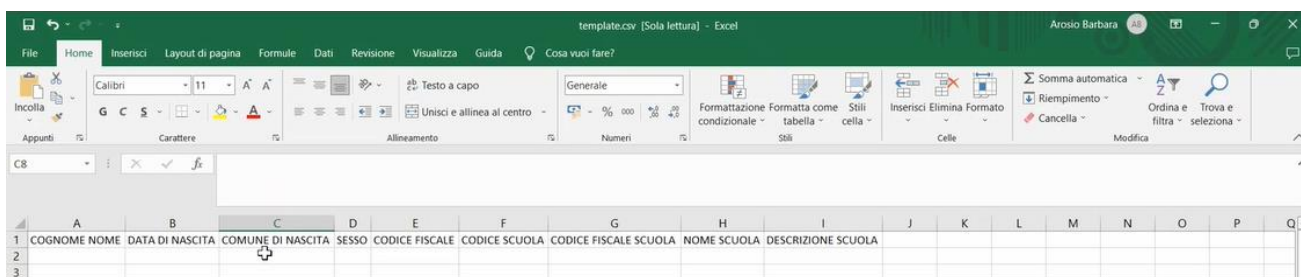 template.csv [Sola lettura] - Excel
Arosio Barbara AB
File Home Inserisci Layout di pagina Formule Dati Revisione Visualizza Guida Cosa vuoi fare?
Incolla
Appunti
Calibri 11 A A
G C S A
Carattere
ab Testo a capo
Unisci e allinea al centro
Allineamento
Generale
% 000
Numeri
Formattazione condizionale
Formatta come tabella
Stili cella
Stili
Inserisci Elimina Formato
Celle
Somma automatica
Riempimento
Cancella
Ordina e filtra
Trova e seleziona
Modifica
C8 fx
A B C D E F G H I J K L M N O P Q
1 COGNOME NOME DATA DI NASCITA COMUNE DI NASCITA SESSO CODICE FISCALE CODICE SCUOLA CODICE FISCALE SCUOLA NOME SCUOLA DESCRIZIONE SCUOLA
2
3